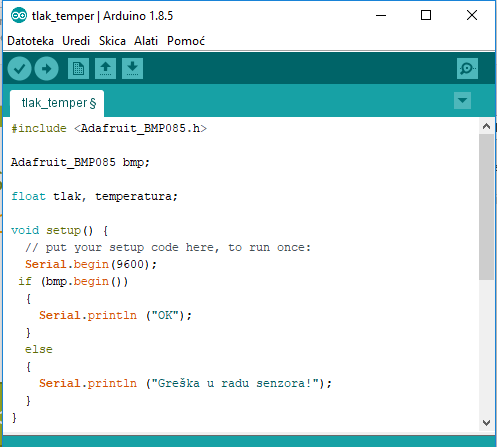 tlak_temper | Arduino 1.8.5
Datoteka Uredi Skica Alati Pomoć
tlak_temper §
#include <Adafruit_BMP085.h>
Adafruit_BMP085 bmp;
float tlak, temperatura;
void setup() {
// put your setup code here, to run once:
Serial.begin(9600);
if (bmp.begin())
{
Serial.println ("OK");
}
else
{
Serial.println ("Greška u radu senzora!");
}
}